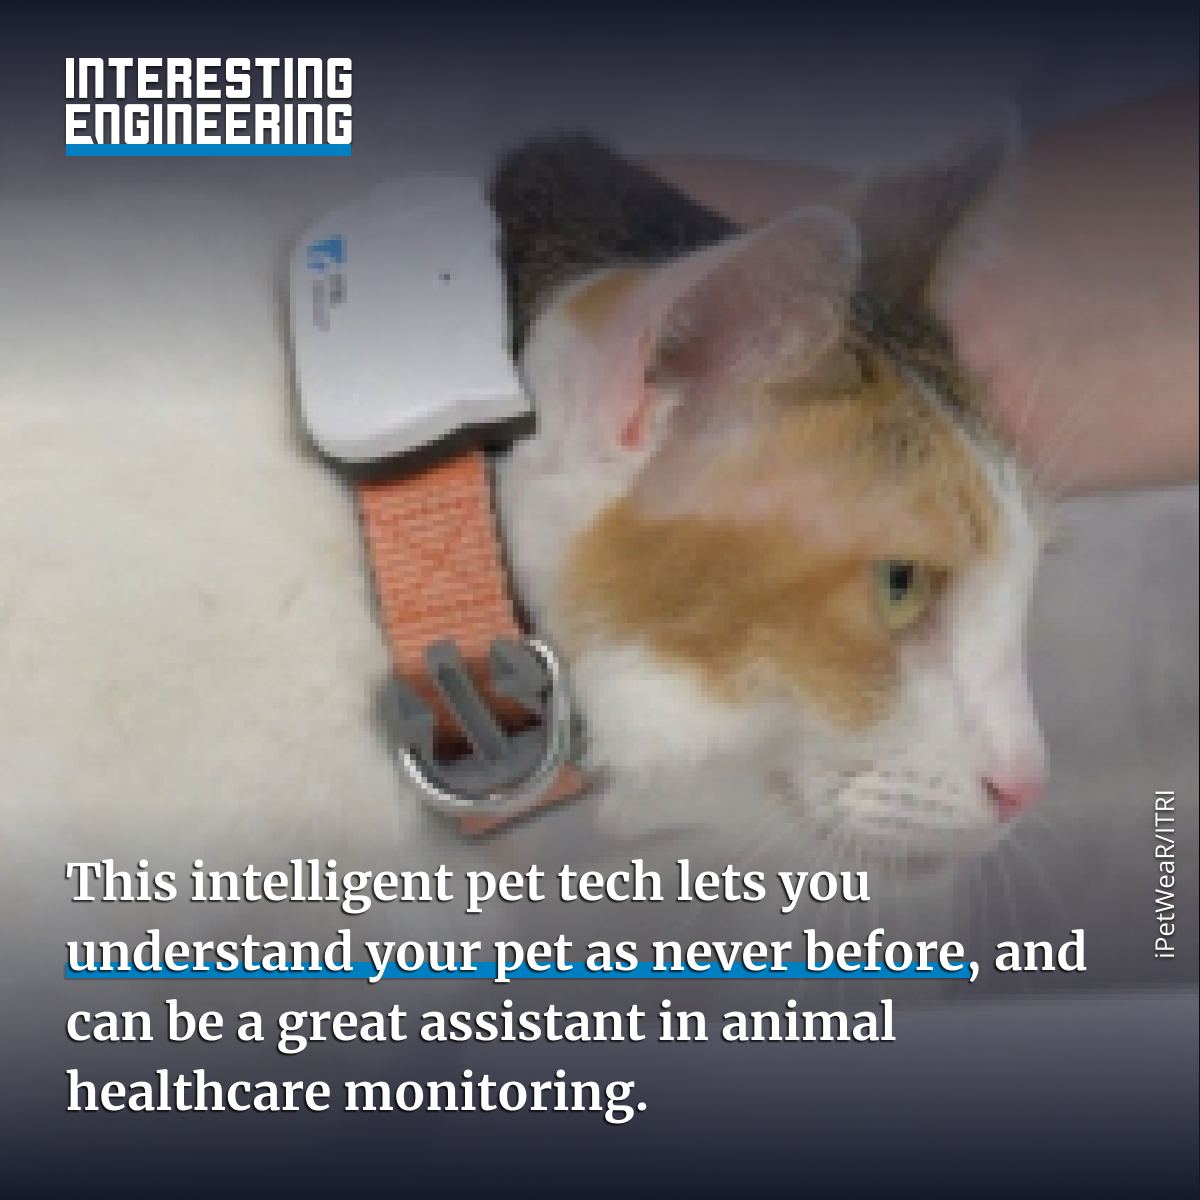 INTERESTING
ENGINEERING
This intelligent pet tech lets you
understand your pet as never before, and
can be a great assistant in animal
healthcare monitoring.
iPetWeaR/ITRI